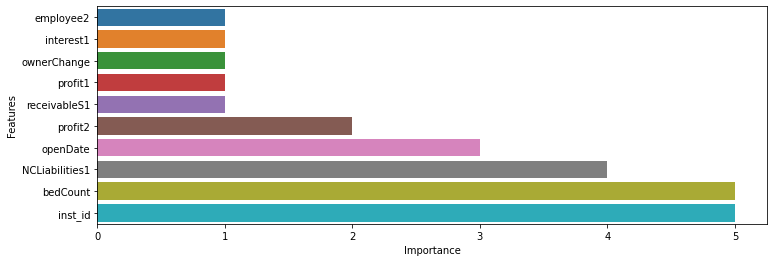 employee2
interest1
ownerChange
profit1
receivableS1
profit2
openDate
NCLiabilities1
bedCount
inst_id
Features
0 1 2 3 4 5
Importance